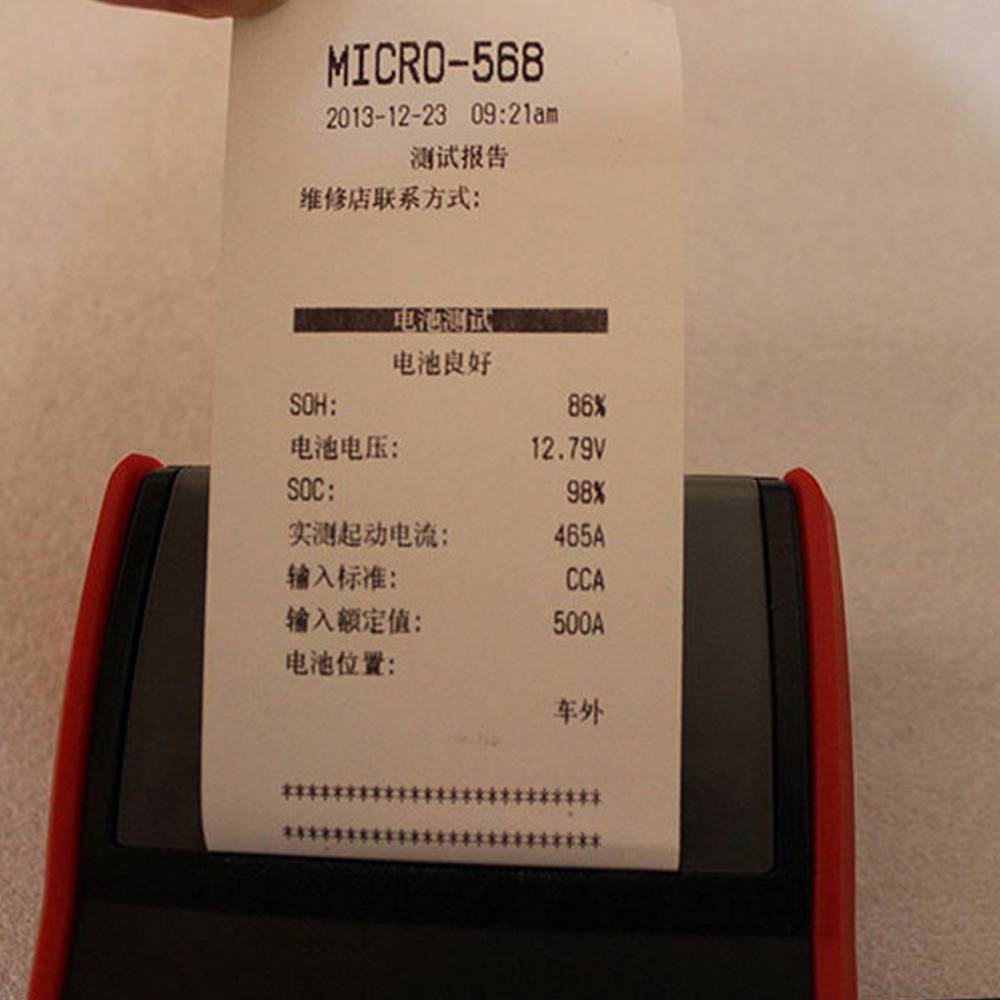 MICRO-568
2013-12-23 09:21am
测试报告
维修店联系方式:
电池测试
电池良好
SOH: 86%
电池电压: 12.79V
SOC: 98%
实测起动电流: 465A
输入标准: CCA
输入额定值: 500A
电池位置:
车外
*************************
*************************